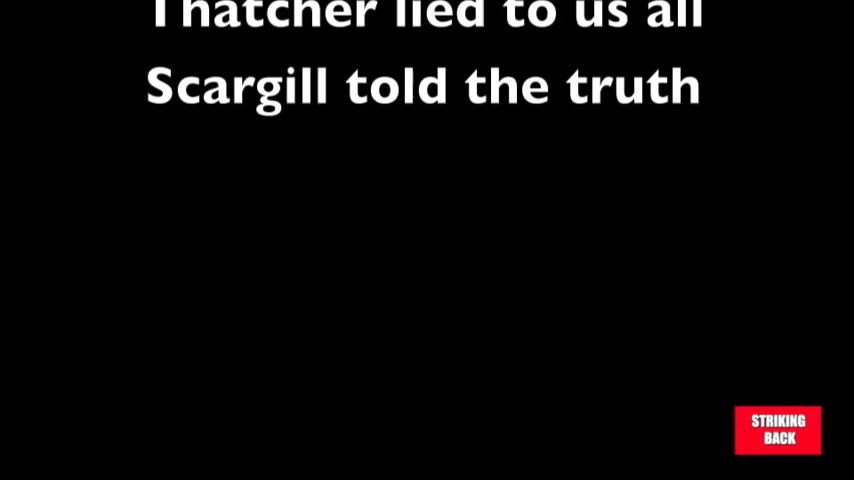 Thatcher lied to us all
Scargill told the truth
STRIKING
BACK